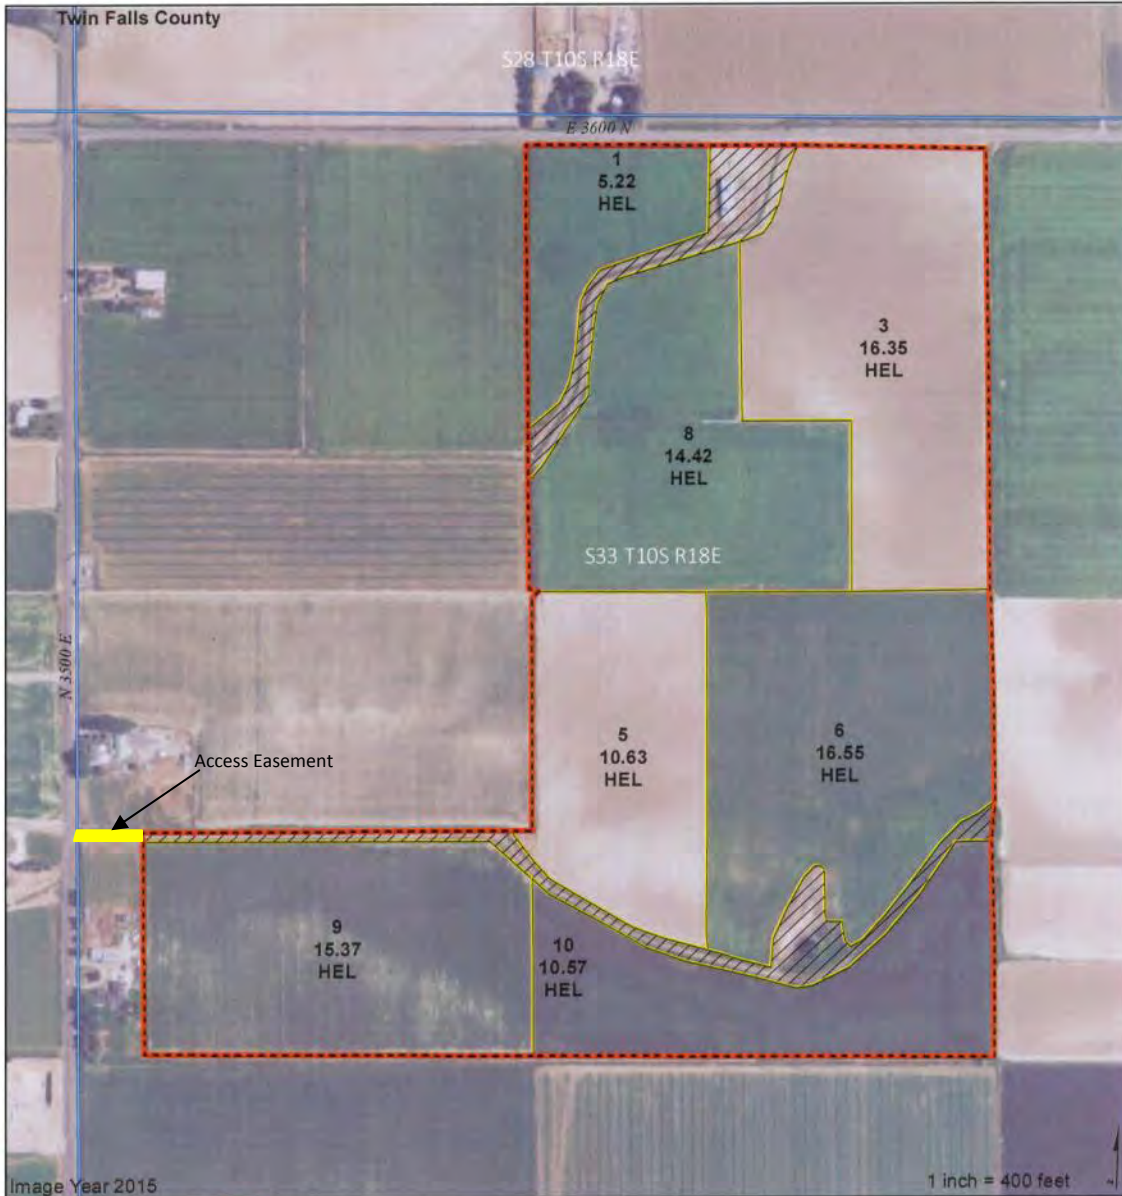 Twin Falls County
S28 T10S R18E
E 3600 N
1
5.22
HEL
3
16.35
HEL
8
14.42
HEL
S33 T10S R18E
N 3500 E
5
10.63
HEL
6
16.55
HEL
Access Easement
9
15.37
HEL
10
10.57
HEL
Image Year 2015
1 inch = 400 feet